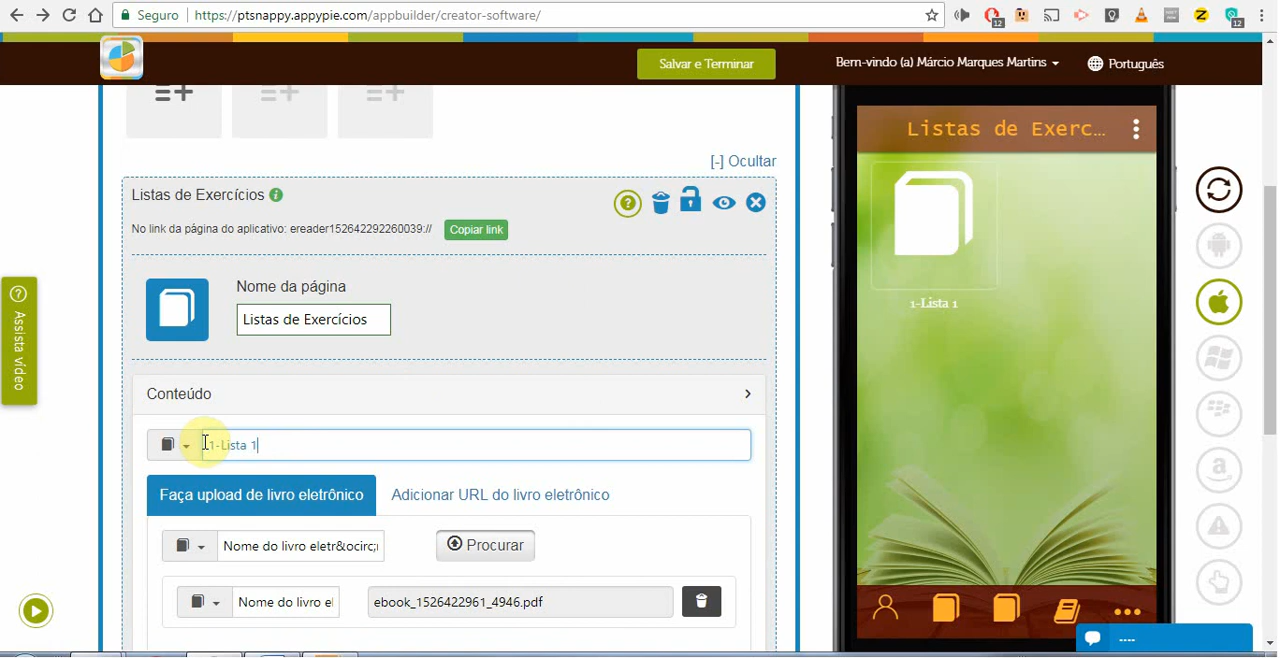 Seguro
https://ptsnappy.appypie.com/appbuilder/creator-software/
12
12
Salvar e Terminar
Bem-vindo (a) Márcio Marques Martins
Português
[-] Ocultar
Listas de Exercícios
No link da página do aplicativo: ereader152642292260039://
Copiar link
Nome da página
Listas de Exercícios
Conteúdo
1-Lista 1
Faça upload de livro eletrônico
Adicionar URL do livro eletrônico
Nome do livro eletr&ocirc;
Procurar
Nome do livro el
ebook_1526422961_4946.pdf
Assista vídeo
Listas de Exerc...
1-Lista 1
----